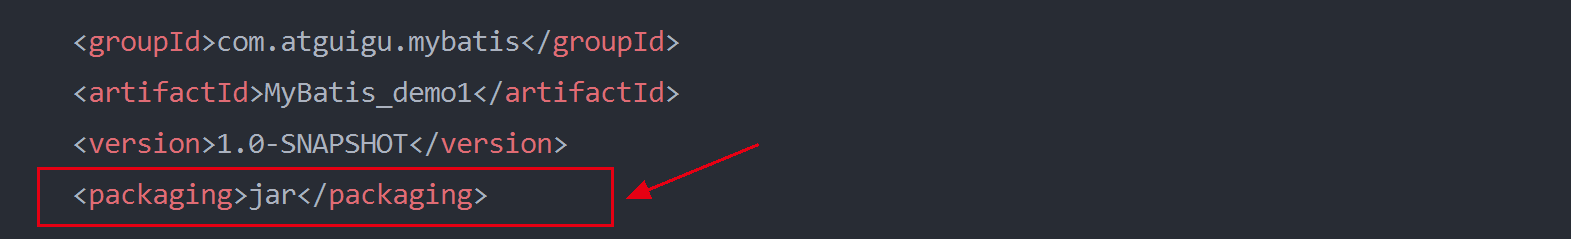 <groupId>com.atguigu.mybatis</groupId>
<artifactId>MyBatis_demo1</artifactId>
<version>1.0-SNAPSHOT</version>
<packaging>jar</packaging>